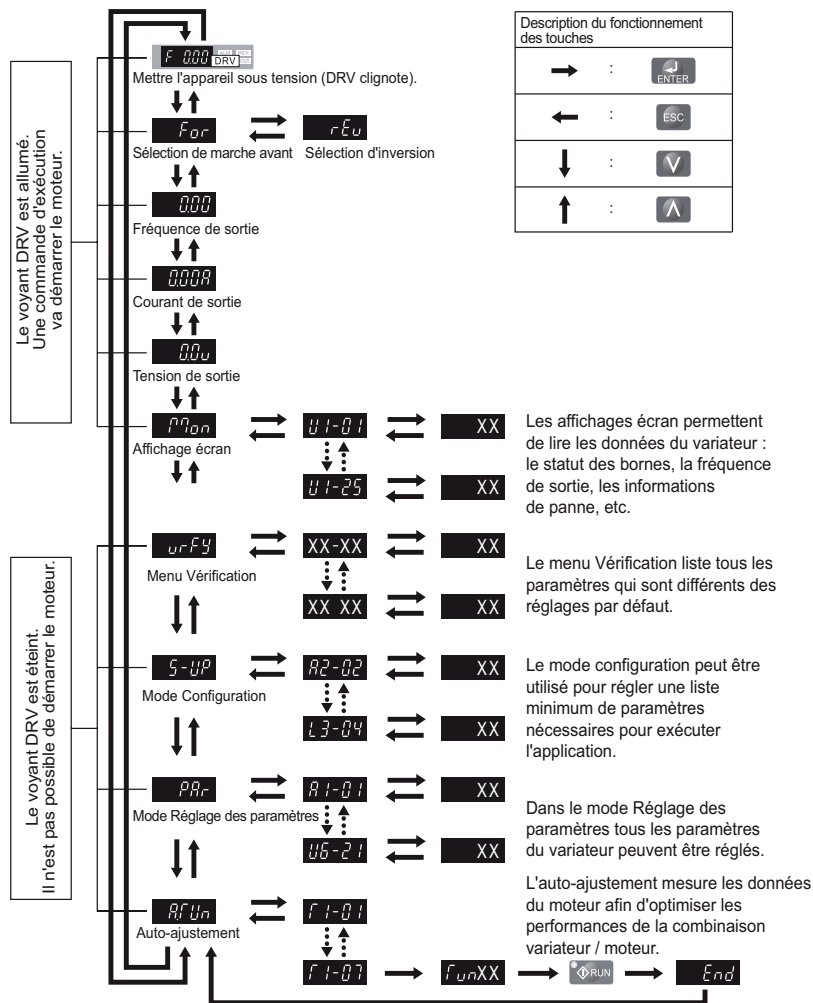 F 0.00
ALM REV
DRV OUT
Mettre l'appareil sous tension (DRV clignote).
Description du fonctionnement
des touches
→ : ENTER
← : ESC
↓ : V
↑ : Λ
Le voyant DRV est allumé.
Une commande d'exécution
va démarrer le moteur.
For
rEv
Sélection de marche avant
Sélection d'inversion
0.00
Fréquence de sortie
0.00A
Courant de sortie
0.0v
Tension de sortie
Mon
U1-01
XX
Affichage écran
U1-25
XX
Les affichages écran permettent
de lire les données du variateur :
le statut des bornes, la fréquence
de sortie, les informations
de panne, etc.
Le voyant DRV est éteint.
Il n'est pas possible de démarrer le moteur.
vrFy
XX-XX
XX
Menu Vérification
XX XX
XX
Le menu Vérification liste tous les
paramètres qui sont différents des
réglages par défaut.
S-UP
A2-02
XX
Mode Configuration
L3-04
XX
Le mode configuration peut être
utilisé pour régler une liste
minimum de paramètres
nécessaires pour exécuter
l'application.
PAr
A1-01
XX
Mode Réglage des paramètres
U6-21
XX
Dans le mode Réglage des
paramètres tous les paramètres
du variateur peuvent être réglés.
A.TUn
T1-01
Auto-ajustement
L'auto-ajustement mesure les données
du moteur afin d'optimiser les
performances de la combinaison
variateur / moteur.
T1-07
TunXX
RUN
End